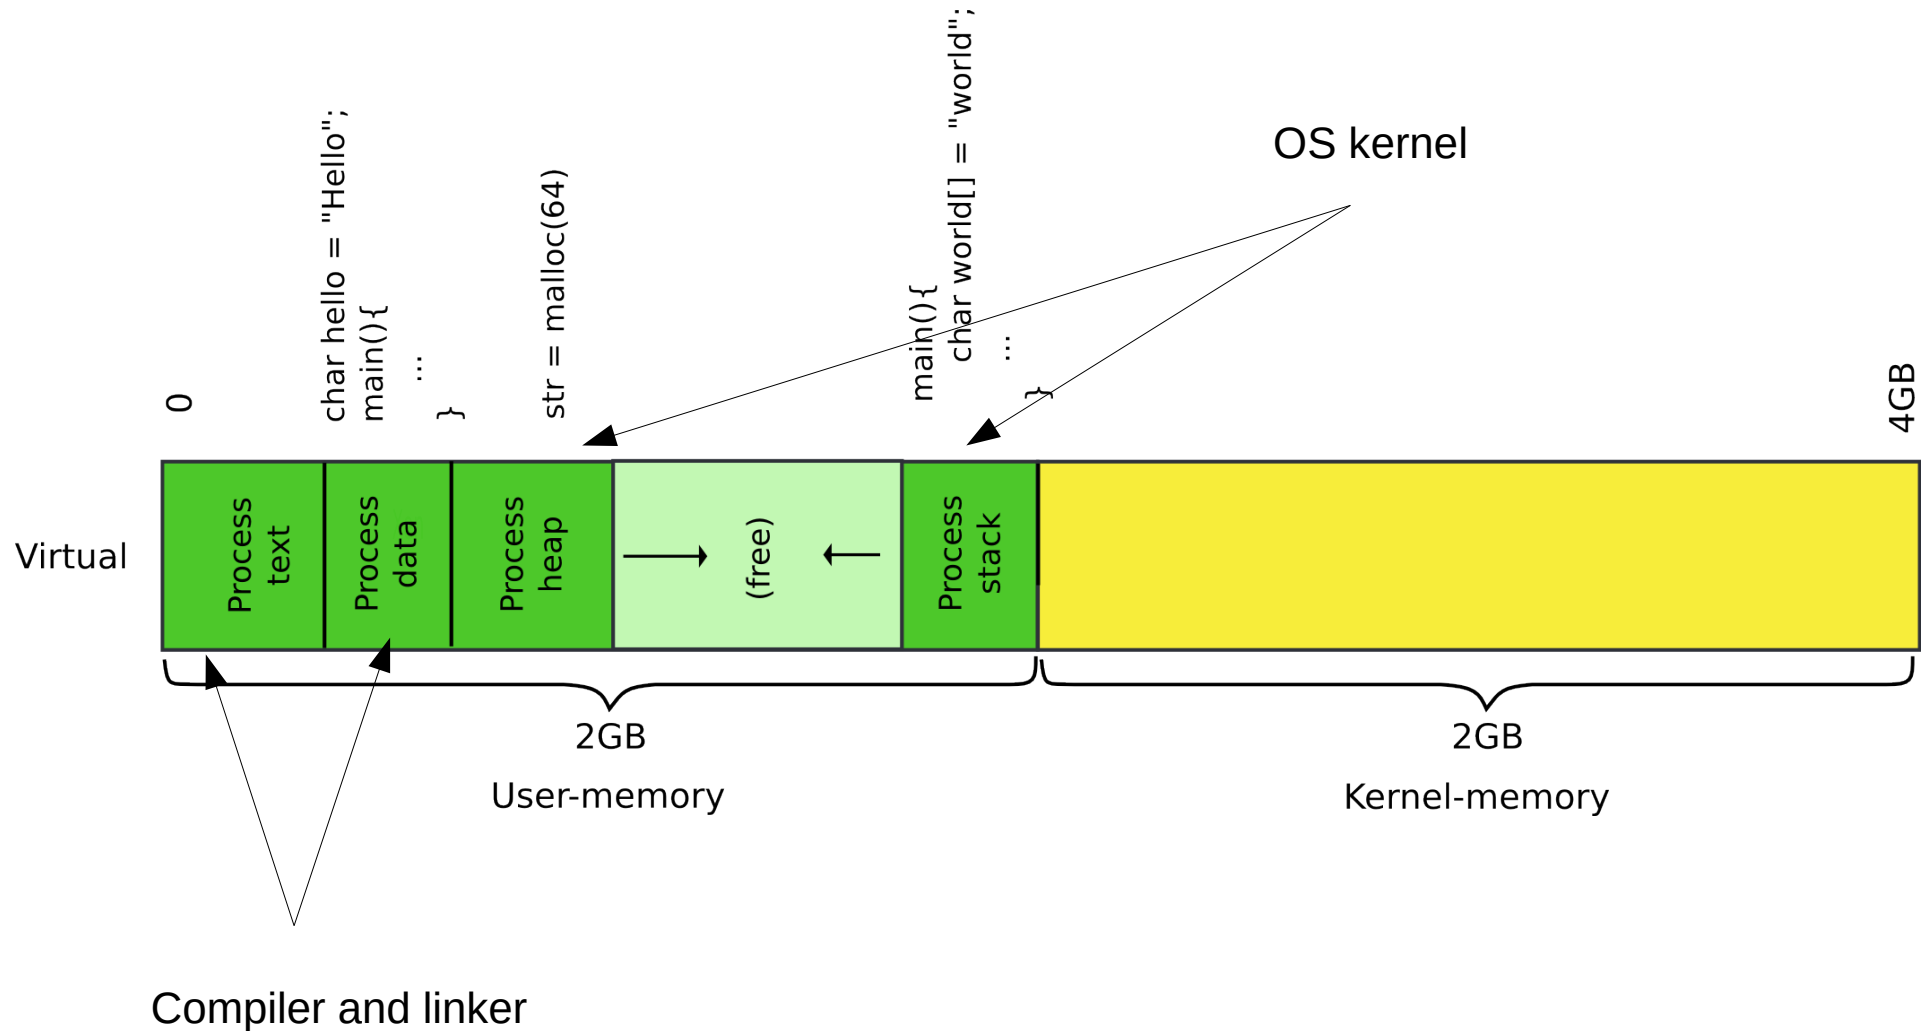 OS kernel
0
char hello = "Hello";
main(){
...
}
str = malloc(64)
main(){
char world[] = "world";
...
}
4GB
Virtual
Process
text
Process
data
Process
heap
(free)
Process
stack
2GB
User-memory
2GB
Kernel-memory
Compiler and linker